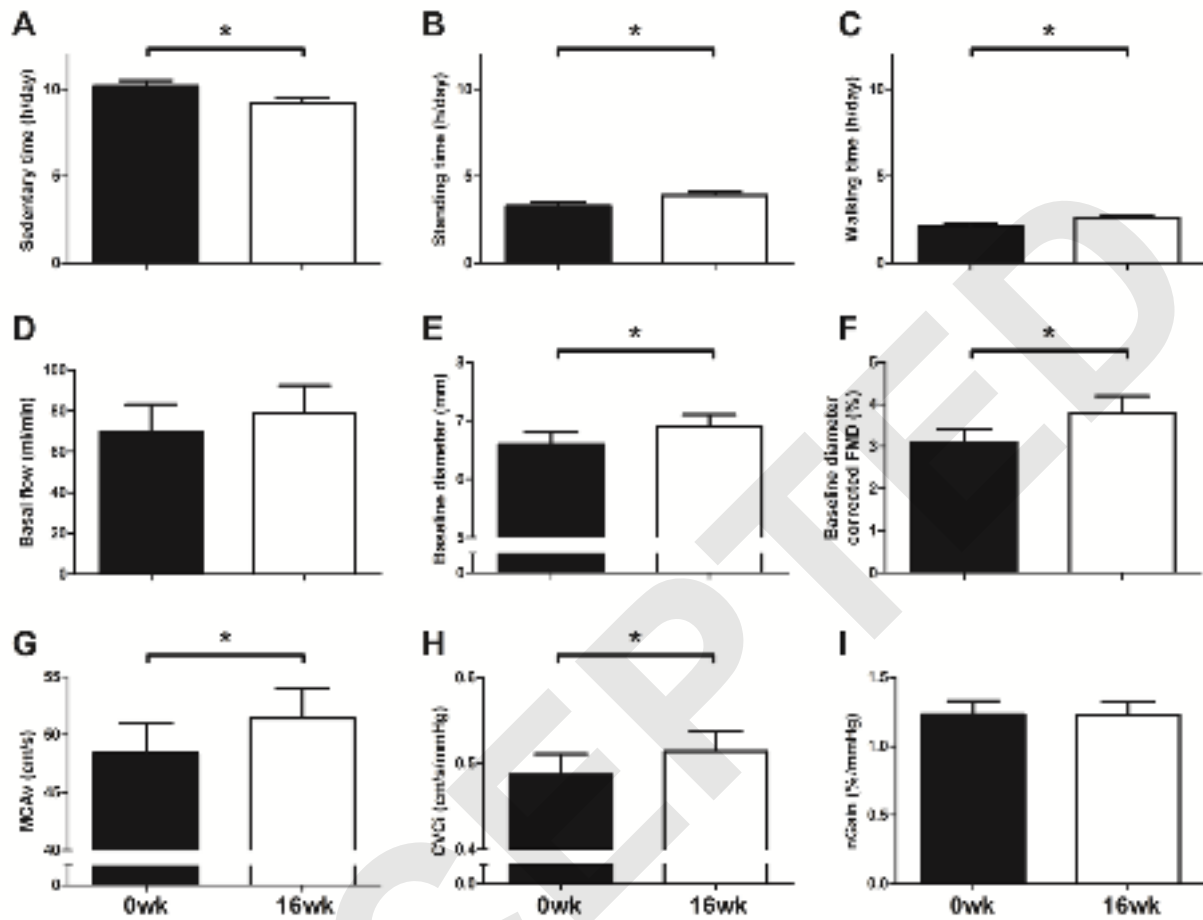 A
*
Sedentary time (h/day)
10
5
0
B
*
Standing time (h/day)
10
5
0
C
*
Walking time (h/day)
10
5
0
D
Basal flow (ml/min)
100
80
60
40
20
0
E
*
Baseline diameter (mm)
8
7
6
5
0
F
*
Baseline diameter
corrected FMD (%)
5
4
3
2
1
0
G
*
MCAv (cm/s)
55
50
45
40
0
0wk
16wk
H
*
CVCi (cm/s/mmHg)
0.6
0.5
0.4
0.0
0wk
16wk
I
nGain (%/mmHg)
1.5
1.0
0.5
0.0
0wk
16wk
CEPTED